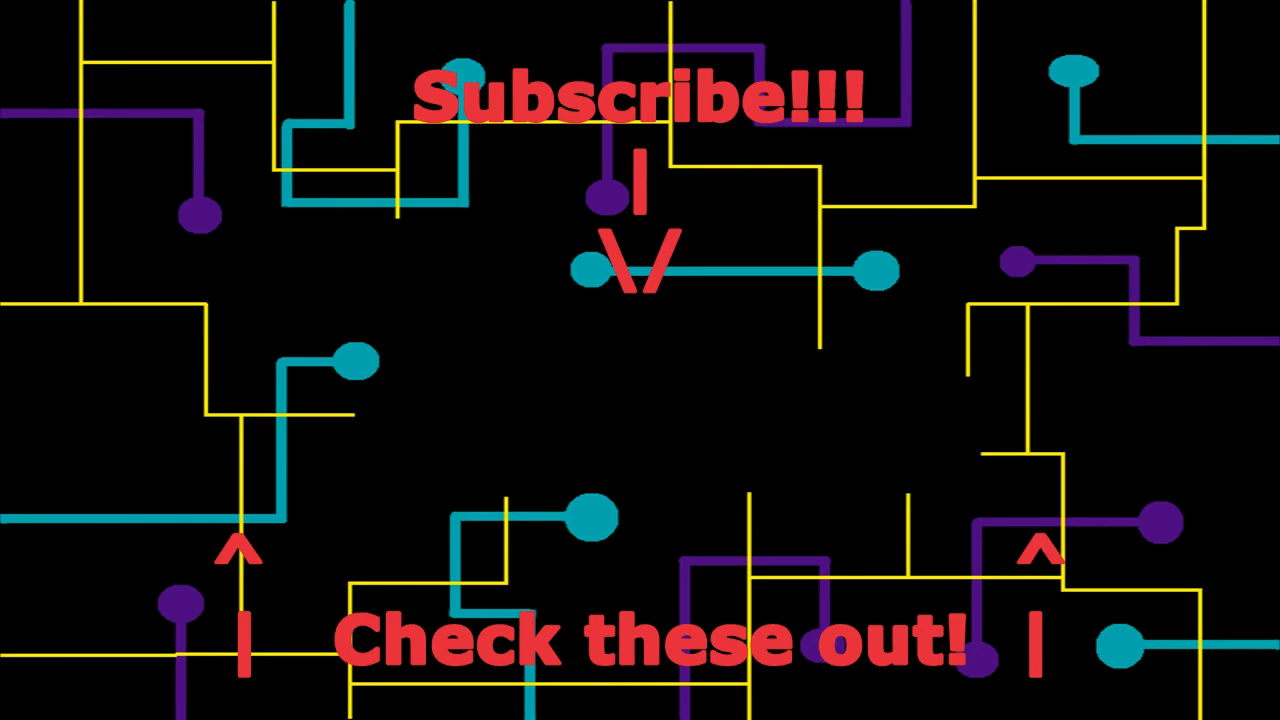 Subscribe!!!
|
\/
^ ^
| Check these out! |